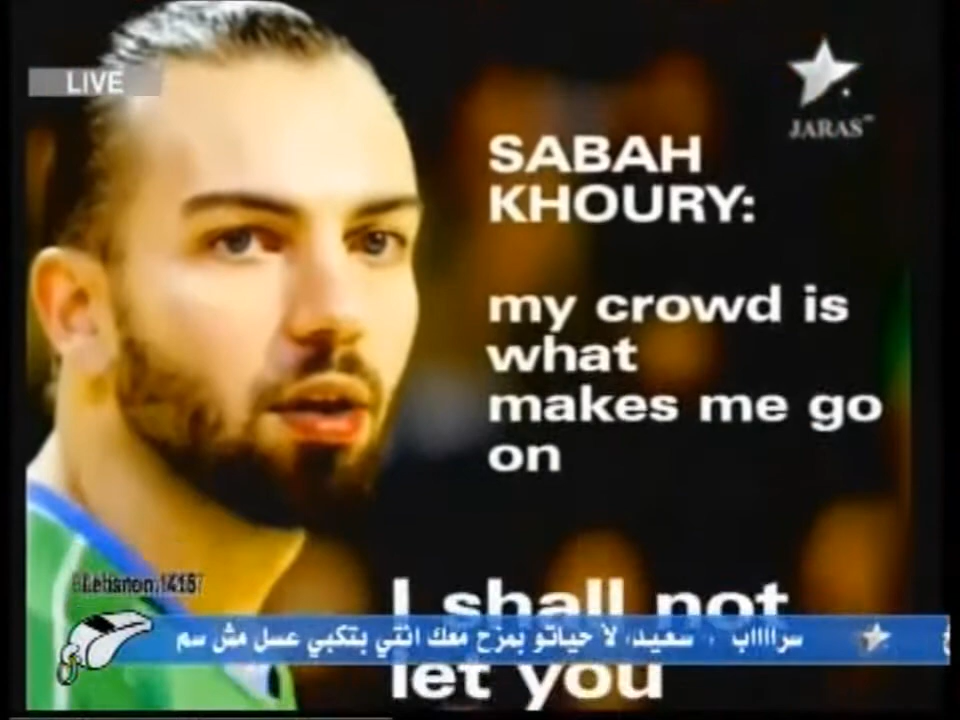 LIVE
JARAS
SABAH
KHOURY:
my crowd is
what
makes me go
on
I shall not
let you
سراااااب ، سعيد، لا حياتو بمزح معك انتي بتكبي عسل مش سم